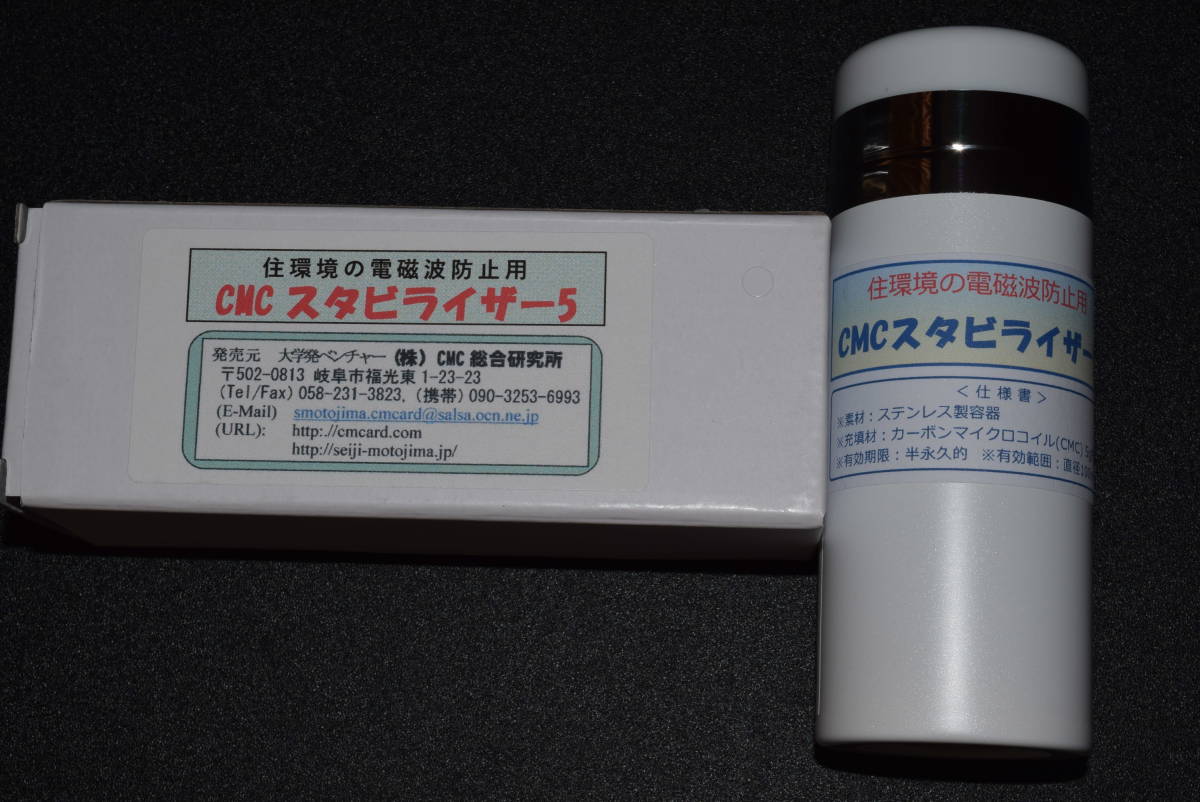 住環境の電磁波防止用
CMC スタビライザー5
発売元 大学発ベンチャー (株) CMC 総合研究所
〒502-0813 岐阜市福光東 1-23-23
(Tel/Fax) 058-231-3823, (携帯) 090-3253-6993
(E-Mail) smotojima.cmcard@salsa.ocn.ne.jp
(URL): http://cmcard.com
http://seiji-motojima.jp/
住環境の電磁波防止用
CMCスタビライザー
<仕様書>
※素材:ステンレス製容器
※充填材:カーボンマイクロコイル(CMC) 5
※有効期限:半永久的 ※有効範囲:直径10